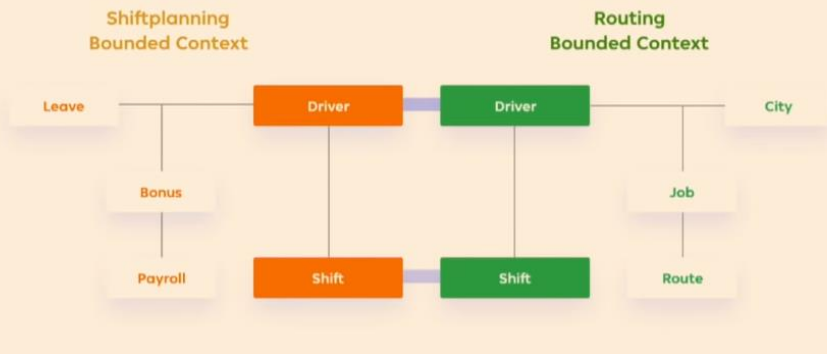 Shiftplanning
Bounded Context
Routing
Bounded Context
Leave
Driver
Driver
City
Bonus
Job
Payroll
Shift
Shift
Route